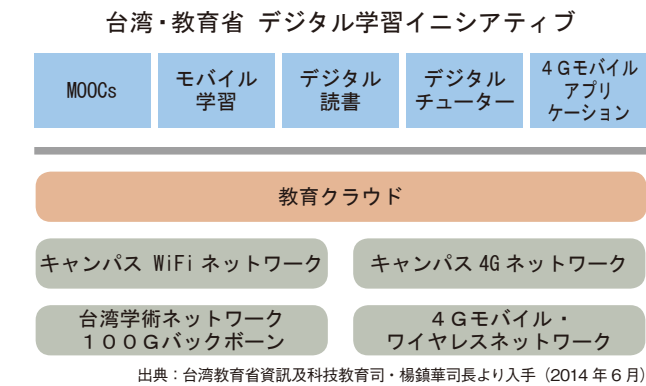 台湾・教育省 デジタル学習イニシアティブ
MOOCs
モバイル
学習
デジタル
読書
デジタル
チューター
４Ｇモバイル
アプリ
ケーション
教育クラウド
キャンパス WiFi ネットワーク
キャンパス 4G ネットワーク
台湾学術ネットワーク
１００Ｇバックボーン
４Ｇモバイル・
ワイヤレスネットワーク
出典：台湾教育省資訊及科技教育司・楊鎮華司長より入手（2014 年 6 月）